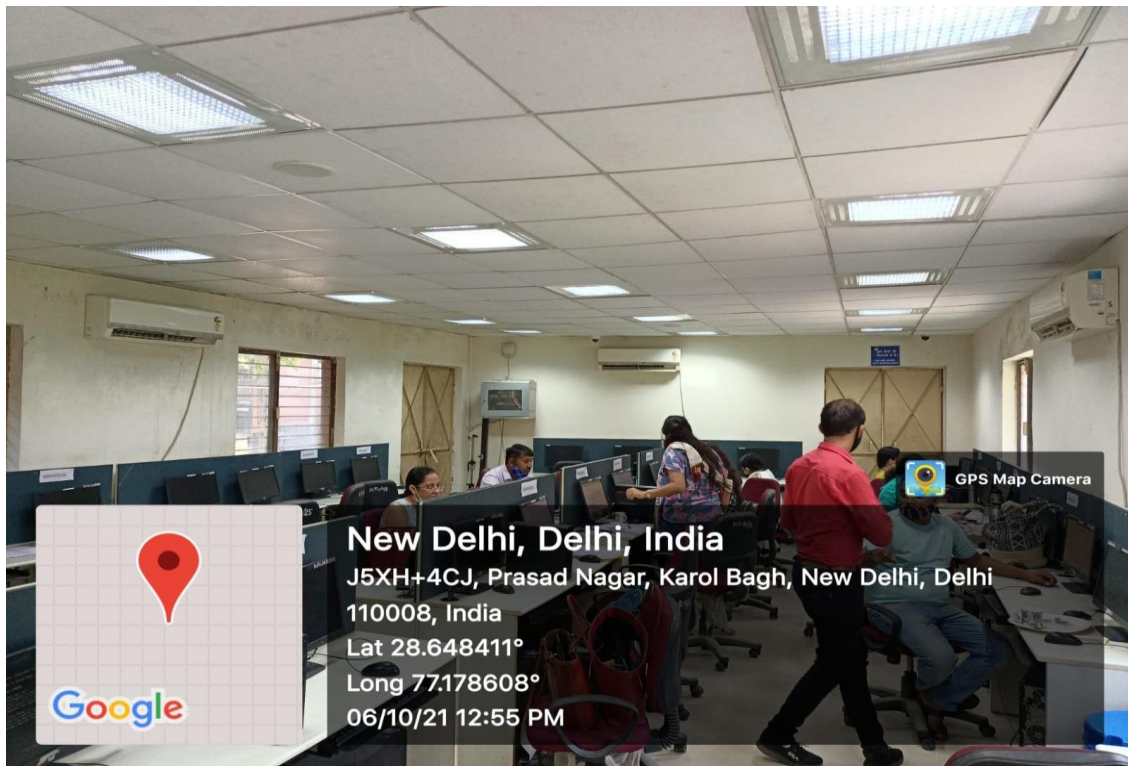 GPS Map Camera
New Delhi, Delhi, India
J5XH+4CJ, Prasad Nagar, Karol Bagh, New Delhi, Delhi
110008, India
Lat 28.648411°
Long 77.178608°
06/10/21 12:55 PM
Google